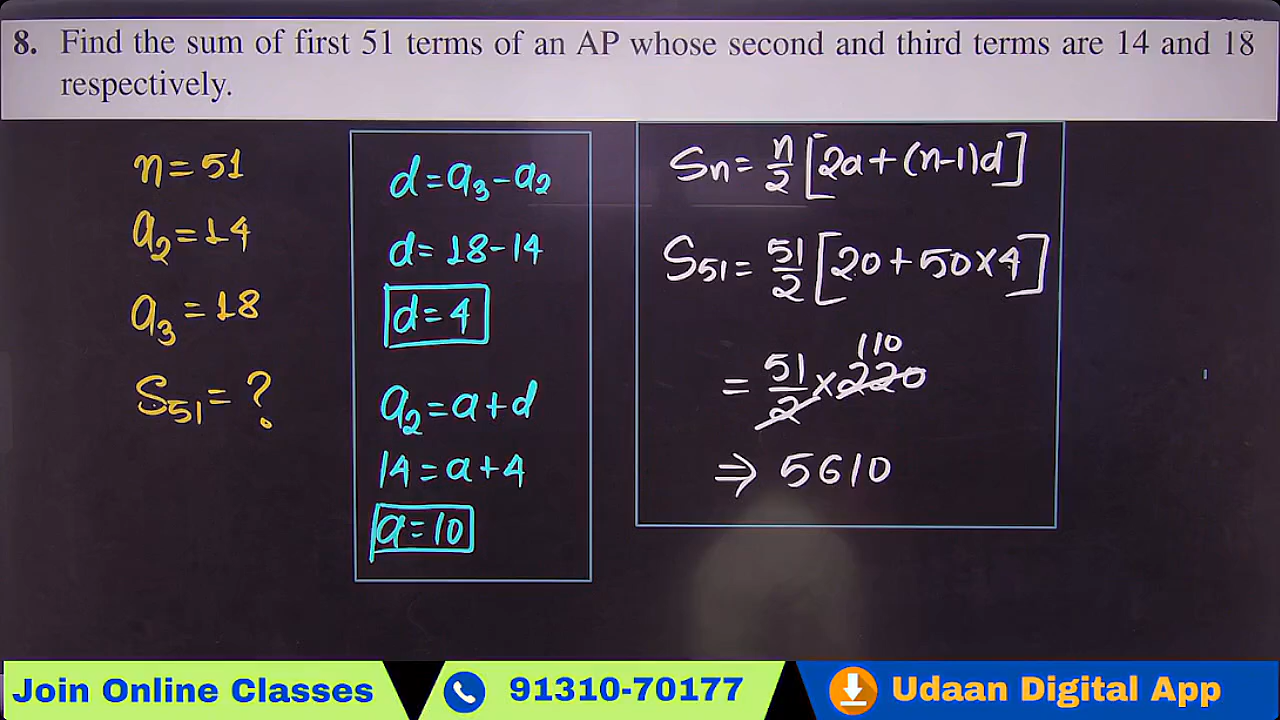 8. Find the sum of first 51 terms of an AP whose second and third terms are 14 and 18
respectively.
n = 51
a₂ = 14
a₃ = 18
S₅₁ = ?
d = a₃ - a₂
d = 18 - 14
d = 4
a₂ = a + d
14 = a + 4
a = 10
Sn = n/2 [2a + (n-1)d]
S₅₁ = 51/2 [20 + 50 × 4]
= 51/2 × 220 110
⇒ 5610
Join Online Classes
91310-70177
Udaan Digital App